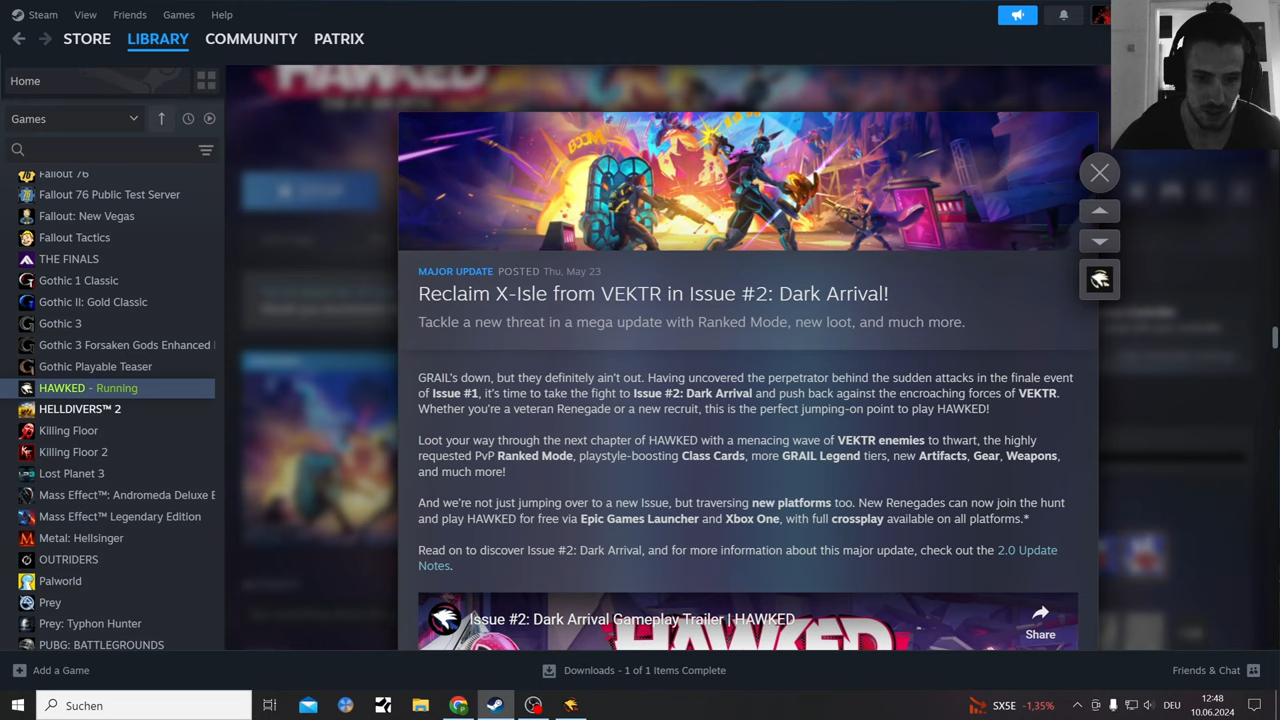 Steam View Friends Games Help
STORE LIBRARY COMMUNITY PATRIX
Home
Games
Fallout 76
Fallout 76 Public Test Server
Fallout: New Vegas
Fallout Tactics
THE FINALS
Gothic 1 Classic
Gothic II: Gold Classic
Gothic 3
Gothic 3 Forsaken Gods Enhanced
Gothic Playable Teaser
HAWKED - Running
HELLDIVERS™ 2
Killing Floor
Killing Floor 2
Lost Planet 3
Mass Effect™: Andromeda Deluxe E
Mass Effect™ Legendary Edition
Metal: Hellsinger
OUTRIDERS
Palworld
Prey
Prey: Typhon Hunter
PUBG: BATTLEGROUNDS
HAWKED
MAJOR UPDATE POSTED Thu, May 23
Reclaim X-Isle from VEKTR in Issue #2: Dark Arrival!
Tackle a new threat in a mega update with Ranked Mode, new loot, and much more.
GRAIL's down, but they definitely ain't out. Having uncovered the perpetrator behind the sudden attacks in the finale event
of Issue #1, it's time to take the fight to Issue #2: Dark Arrival and push back against the encroaching forces of VEKTR.
Whether you're a veteran Renegade or a new recruit, this is the perfect jumping-on point to play HAWKED!
Loot your way through the next chapter of HAWKED with a menacing wave of VEKTR enemies to thwart, the highly
requested PvP Ranked Mode, playstyle-boosting Class Cards, more GRAIL Legend tiers, new Artifacts, Gear, Weapons,
and much more!
And we're not just jumping over to a new Issue, but traversing new platforms too. New Renegades can now join the hunt
and play HAWKED for free via Epic Games Launcher and Xbox One, with full crossplay available on all platforms.*
Read on to discover Issue #2: Dark Arrival, and for more information about this major update, check out the 2.0 Update
Notes.
Issue #2: Dark Arrival Gameplay Trailer | HAWKED
Share
HAWKED
Add a Game
Downloads - 1 of 1 Items Complete
Friends & Chat
Suchen
SX5E -1,35%
DEU
12:48
10.06.2024